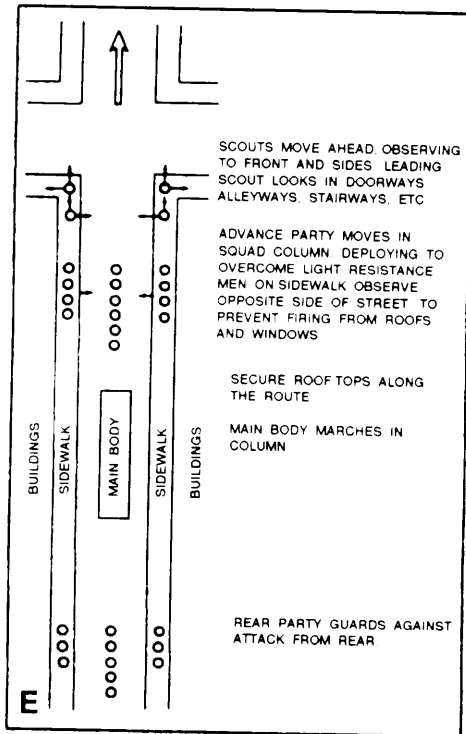 SCOUTS MOVE AHEAD, OBSERVING
TO FRONT AND SIDES. LEADING
SCOUT LOOKS IN DOORWAYS
ALLEYWAYS, STAIRWAYS, ETC
ADVANCE PARTY MOVES IN
SQUAD COLUMN, DEPLOYING TO
OVERCOME LIGHT RESISTANCE
MEN ON SIDEWALK OBSERVE
OPPOSITE SIDE OF STREET TO
PREVENT FIRING FROM ROOFS
AND WINDOWS
SECURE ROOF TOPS ALONG
THE ROUTE
MAIN BODY MARCHES IN
COLUMN
BUILDINGS
SIDEWALK
MAIN BODY
SIDEWALK
BUILDINGS
REAR PARTY GUARDS AGAINST
ATTACK FROM REAR.
E